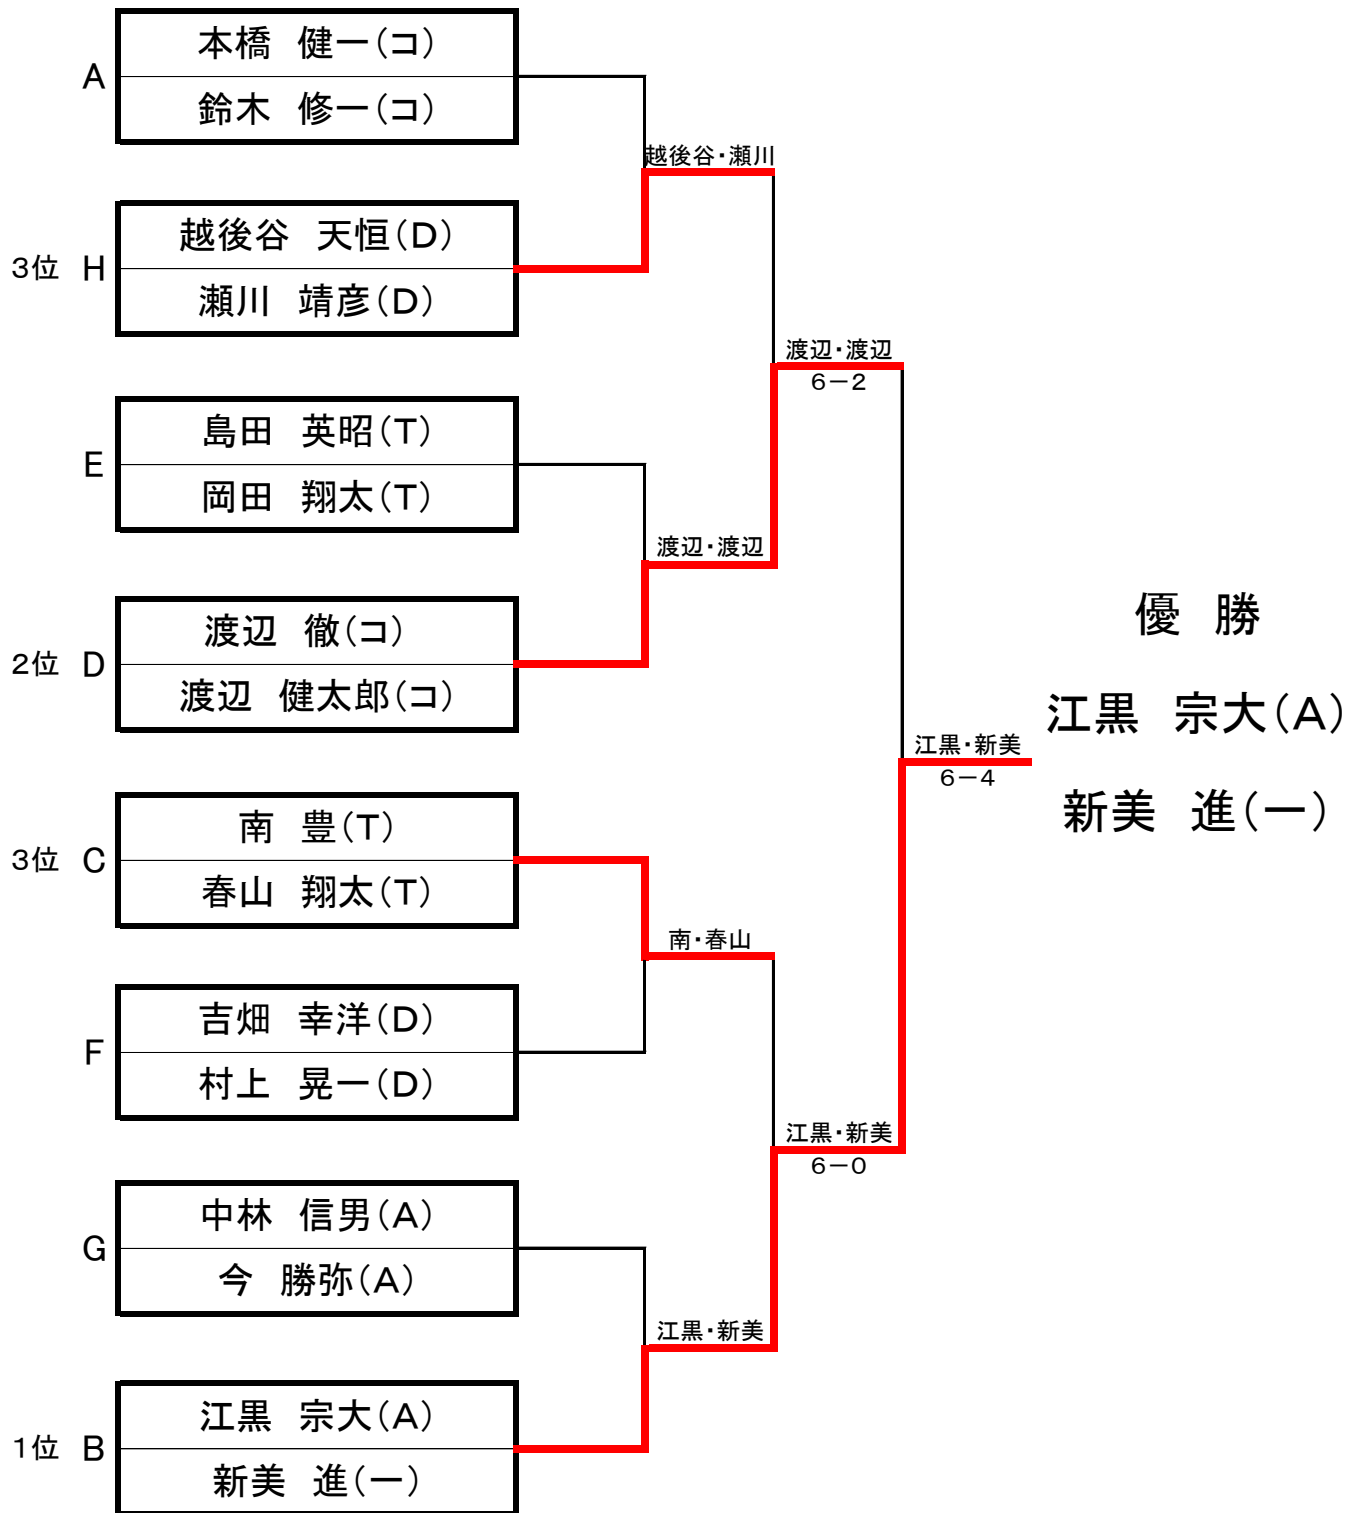 A
本橋　健一(コ)
鈴木　修一(コ)
越後谷・瀬川
3位 H
越後谷　天恒(D)
瀬川　靖彦(D)
渡辺・渡辺
6－2
E
島田　英昭(T)
岡田　翔太(T)
渡辺・渡辺
2位 D
渡辺　徹(コ)
渡辺　健太郎(コ)
優　勝
江黒　宗大(A)
新美　進(一)
江黒・新美
6－4
3位 C
南　豊(T)
春山　翔太(T)
南・春山
F
吉畑　幸洋(D)
村上　晃一(D)
江黒・新美
6－0
G
中林　信男(A)
今　勝弥(A)
江黒・新美
1位 B
江黒　宗大(A)
新美　進(一)